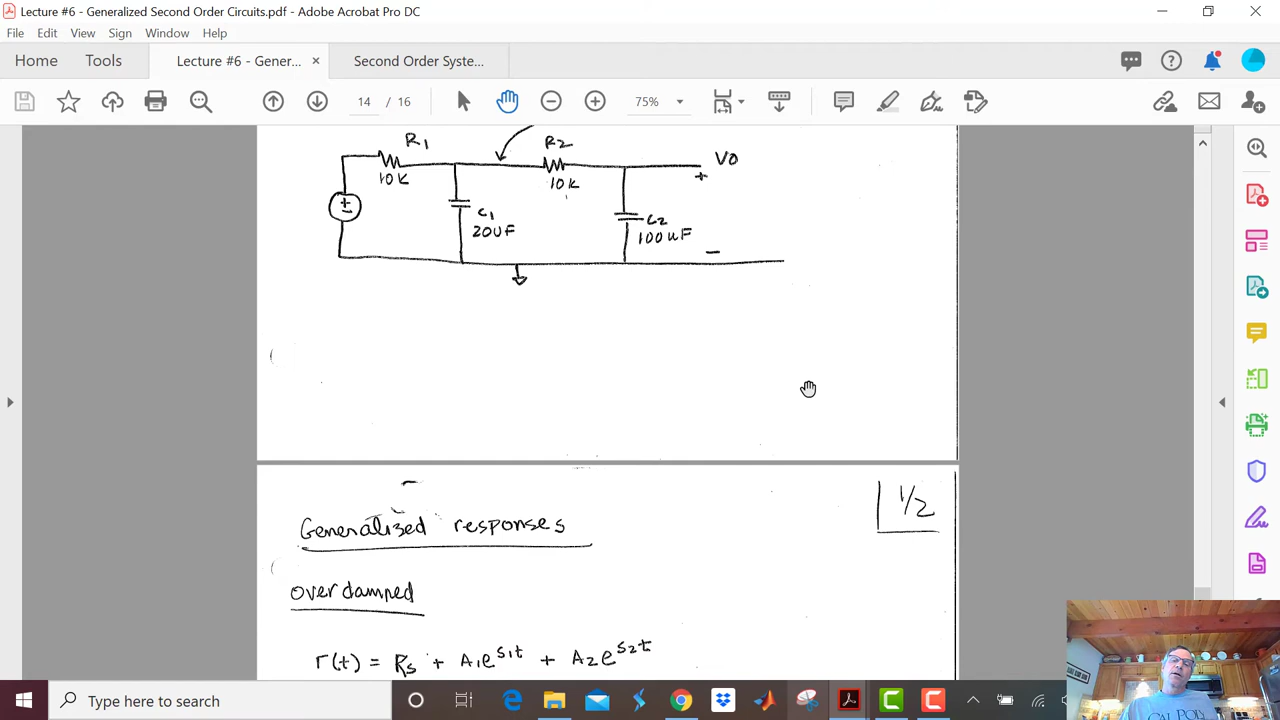 Lecture #6 - Generalized Second Order Circuits.pdf - Adobe Acrobat Pro DC
File Edit View Sign Window Help
Home Tools Lecture #6 - Gener... × Second Order Syste...
14 / 16 75%
R1
10K
R2
10K
VO
+
+
-
C1
20UF
C2
100uF
-
1/2
Generalized responses
overdamped
r(t) = Rs + A1e^s1t + A2e^s2t
Type here to search